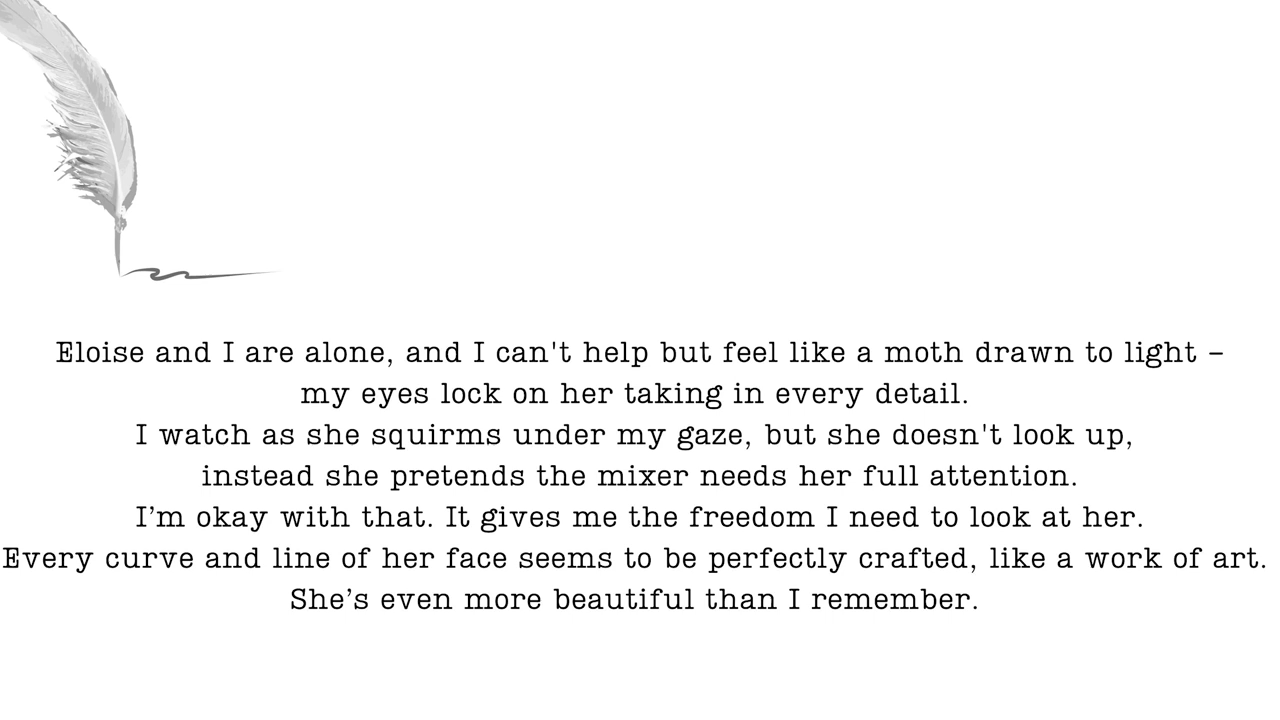 Eloise and I are alone, and I can't help but feel like a moth drawn to light –
my eyes lock on her taking in every detail.
I watch as she squirms under my gaze, but she doesn't look up,
instead she pretends the mixer needs her full attention.
I’m okay with that. It gives me the freedom I need to look at her.
Every curve and line of her face seems to be perfectly crafted, like a work of art.
She’s even more beautiful than I remember.